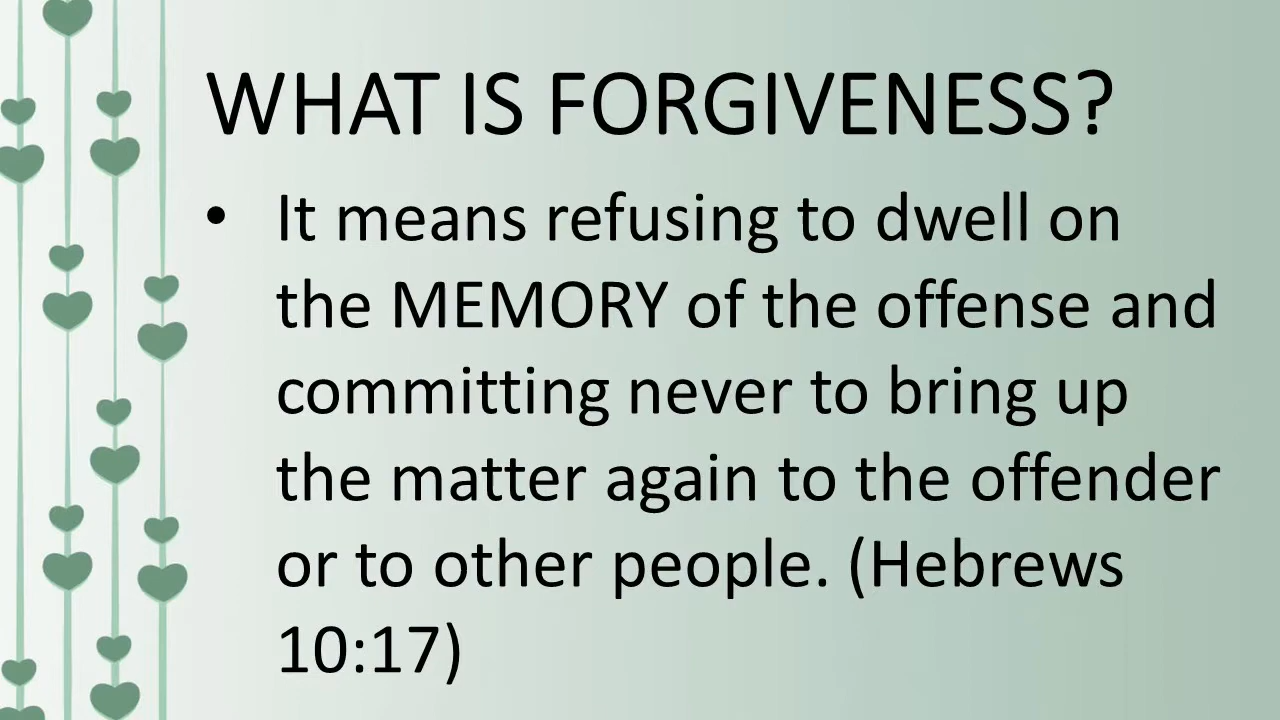 WHAT IS FORGIVENESS?
• It means refusing to dwell on
the MEMORY of the offense and
committing never to bring up
the matter again to the offender
or to other people. (Hebrews
10:17)